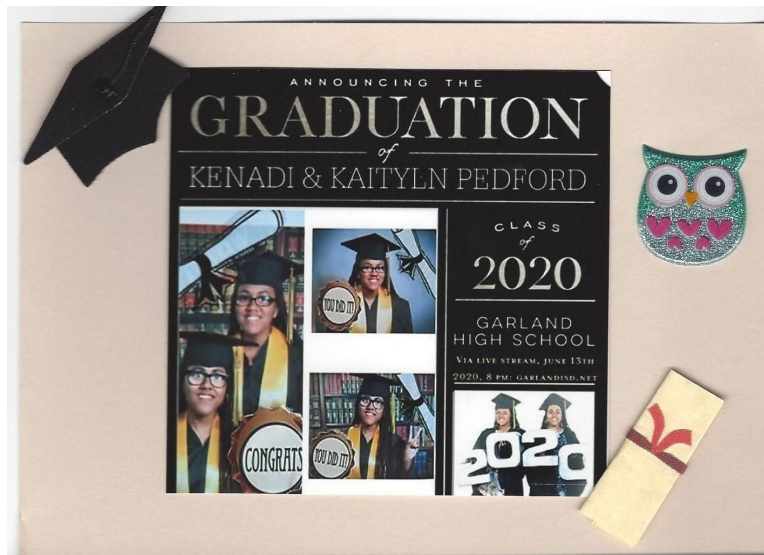 ANNOUNCING THE
GRADUATION
of
KENADI & KAITYLN PEDFORD
CLASS
of
2020
GARLAND
HIGH SCHOOL
VIA LIVE STREAM, JUNE 13TH
2020, 8 PM: GARLANDISD.NET
YOU DID IT!
CONGRATS
YOU DID IT!
2020